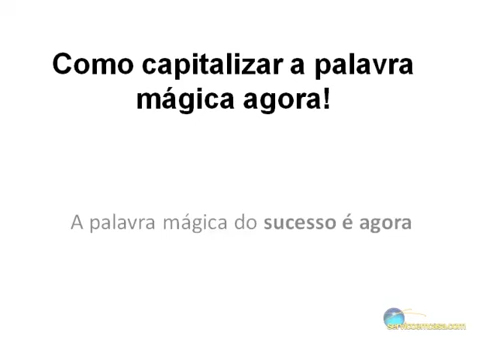 Como capitalizar a palavra
mágica agora!
A palavra mágica do sucesso é agora